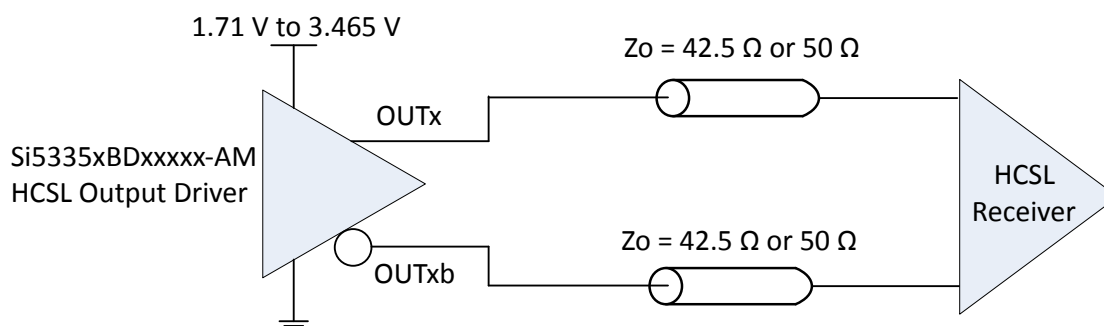 1.71 V to 3.465 V
Zo = 42.5 Ω or 50 Ω
OUTx
Si5335xBDxxxxx-AM
HCSL Output Driver
HCSL
Receiver
Zo = 42.5 Ω or 50 Ω
OUTxb